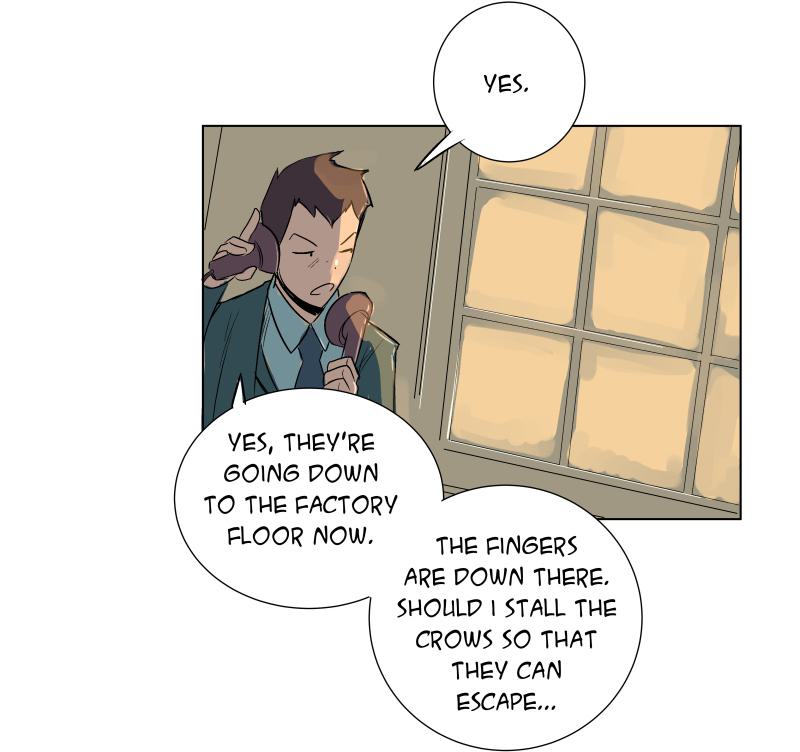 YES.
YES, THEY'RE
GOING DOWN
TO THE FACTORY
FLOOR NOW.
THE FINGERS
ARE DOWN THERE.
SHOULD I STALL THE
CROWS SO THAT
THEY CAN
ESCAPE...